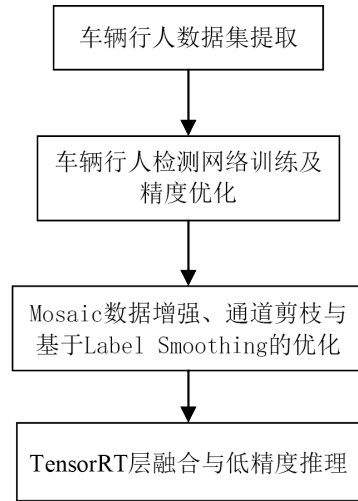 车辆行人数据集提取
车辆行人检测网络训练及
精度优化
Mosaic数据增强、通道剪枝与
基于Label Smoothing的优化
TensorRT层融合与低精度推理